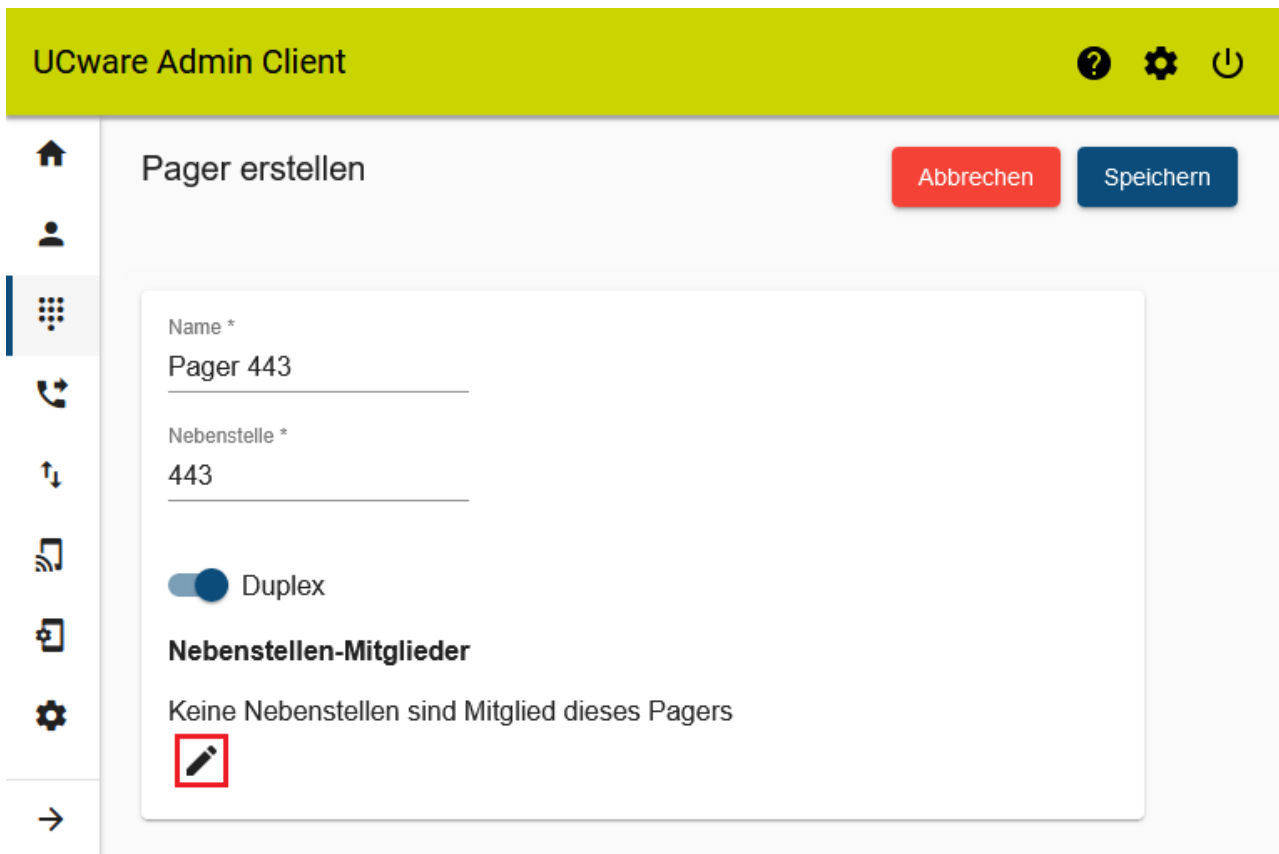 UCware Admin Client
Pager erstellen
Abbrechen
Speichern
Name *
Pager 443
Nebenstelle *
443
Duplex
Nebenstellen-Mitglieder
Keine Nebenstellen sind Mitglied dieses Pagers